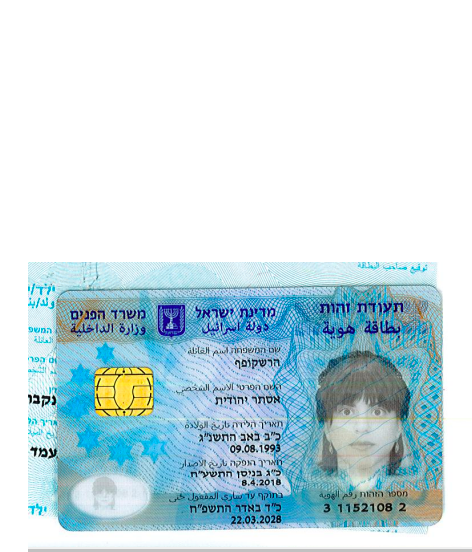 توقيع صاحب البطاقة
תעודת זהות
بطاقة هوية
מדינת ישראל
دولة اسرائيل
משרד הפנים
وزارة الداخلية
שם המשפחה اسم العائلة
הרשקופף
השם הפרטי الاسم الشخصي
אסתר יהודית
תאריך הלידה تاريخ الولادة
כ"ב באב התשנ"ג
09.08.1993
תאריך הנפקה تاريخ الاصدار
כ"ג בניסן התשע"ח
8.4.2018
בתוקף עד ساري المفعول حتى
כ"ד באדר התשפ"ח
22.03.2028
מספר הזהות رقم الهوية
3 1152108 2